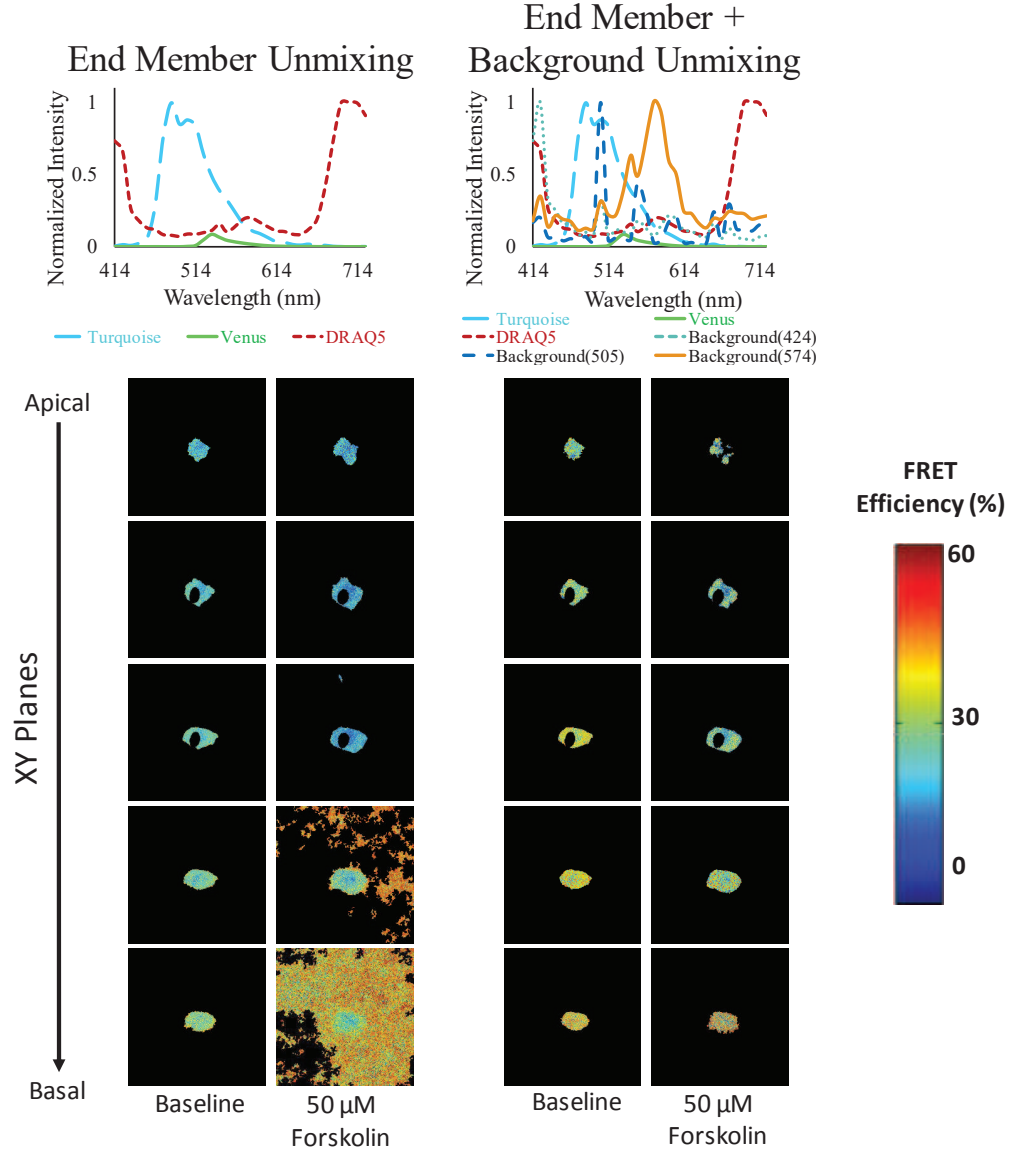 End Member Unmixing
End Member +
Background Unmixing
Normalized Intensity
1
0.5
0
414
514
614
714
Wavelength (nm)
Turquoise
Venus
DRAQ5
Normalized Intensity
1
0.5
0
414
514
614
714
Wavelength (nm)
Turquoise
Venus
DRAQ5
Background(424)
Background(505)
Background(574)
Apical
XY Planes
Basal
Baseline
50 µM
Forskolin
Baseline
50 µM
Forskolin
FRET
Efficiency (%)
60
30
0